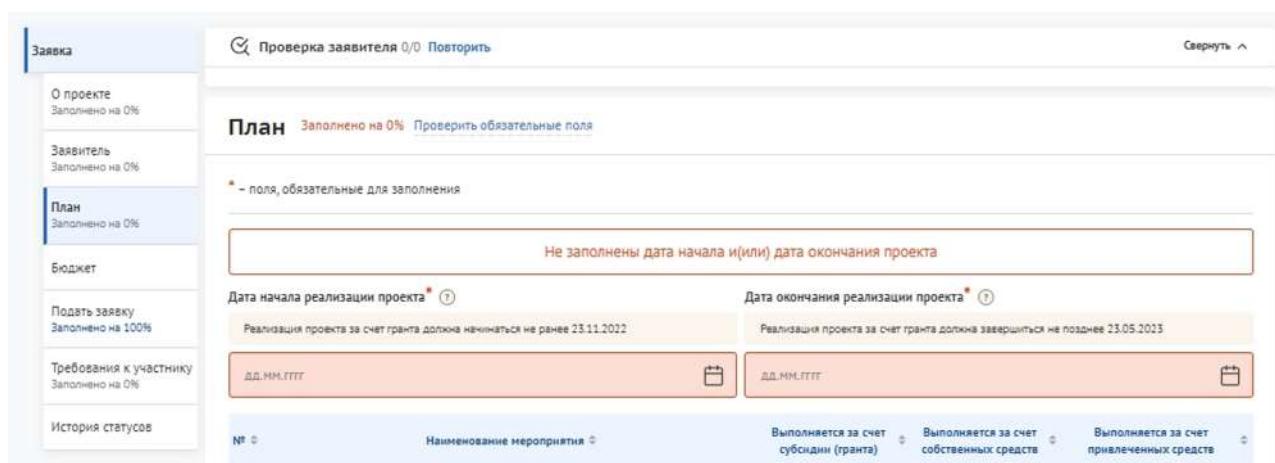 Заявка
О проекте
Заполнено на 0%
Заявитель
Заполнено на 0%
План
Заполнено на 0%
Бюджет
Подать заявку
Заполнено на 100%
Требования к участнику
Заполнено на 0%
История статусов
Проверка заявителя 0/0 Повторить
Свернуть
План Заполнено на 0% Проверить обязательные поля
* – поля, обязательные для заполнения
Не заполнены дата начала и(или) дата окончания проекта
Дата начала реализации проекта* ?
Реализация проекта за счет гранта должна начинаться не ранее 23.11.2022
дд.мм.гггг
Дата окончания реализации проекта* ?
Реализация проекта за счет гранта должна завершиться не позднее 23.05.2023
дд.мм.гггг
№
Наименование мероприятия
Выполняется за счет
субсидии (гранта)
Выполняется за счет
собственных средств
Выполняется за счет
привлеченных средств